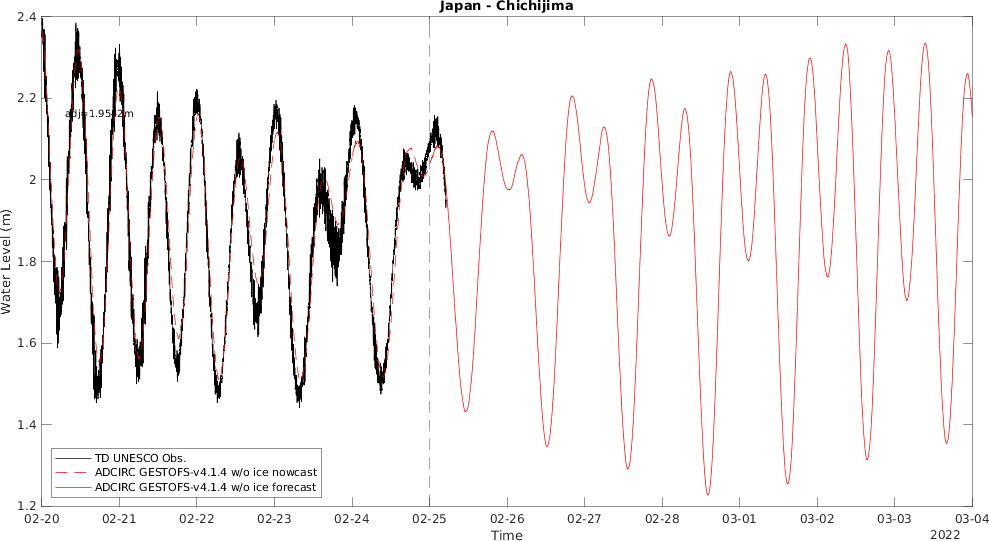 Japan - Chichijima
2.4
2.2
2
1.8
1.6
1.4
1.2
Water Level (m)
adj=1.9562m
TD UNESCO Obs.
ADCIRC GESTOFS-v4.1.4 w/o ice nowcast
ADCIRC GESTOFS-v4.1.4 w/o ice forecast
02-20 02-21 02-22 02-23 02-24 02-25 02-26 02-27 02-28 03-01 03-02 03-03 03-04
Time
2022